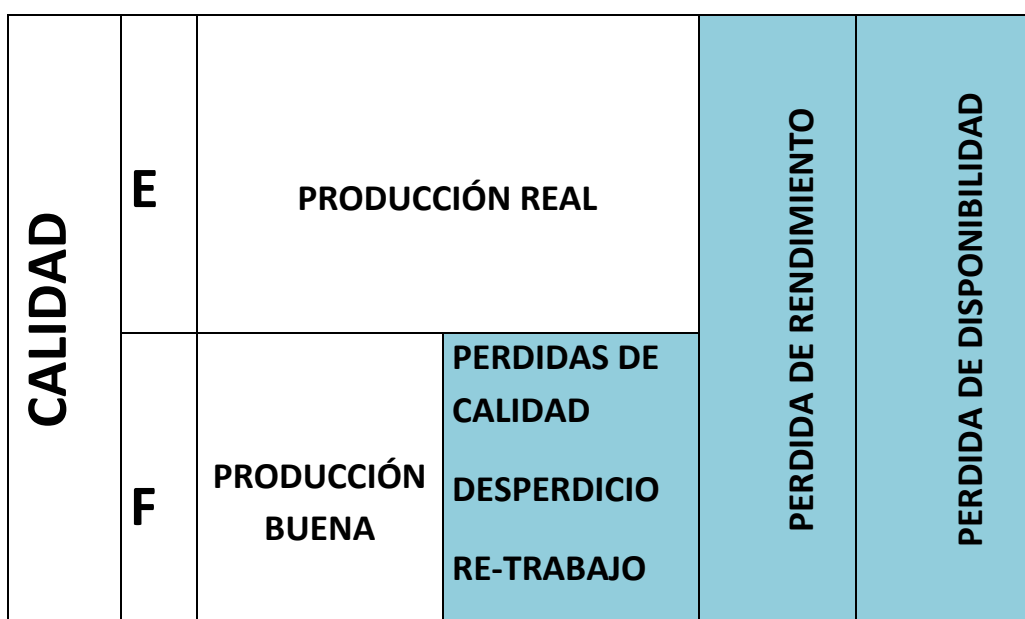 CALIDAD
E
PRODUCCIÓN REAL
F
PRODUCCIÓN
BUENA
PERDIDAS DE
CALIDAD
DESPERDICIO
RE-TRABAJO
PERDIDA DE RENDIMIENTO
PERDIDA DE DISPONIBILIDAD